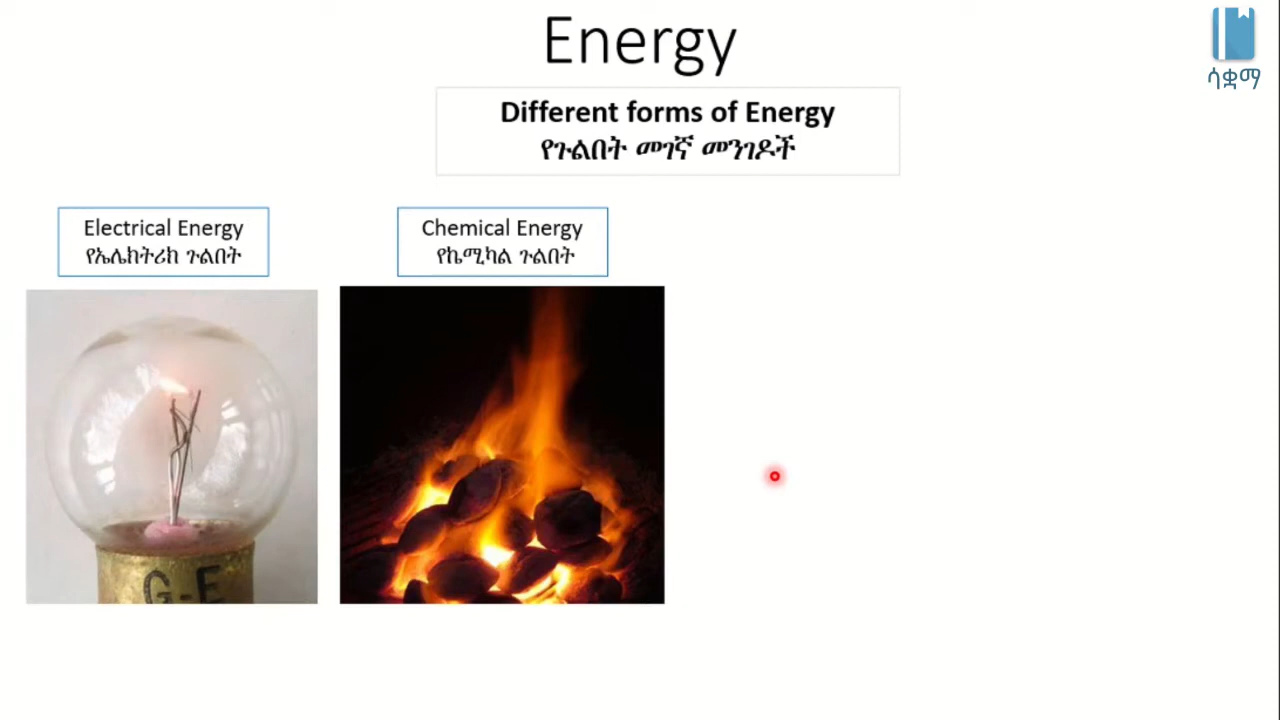 Energy
ሳቋማ
Different forms of Energy
የጉልበት መገኛ መንገዶች
Electrical Energy
የኤሌክትሪክ ጉልበት
Chemical Energy
የኬሚካል ጉልበት
G-E